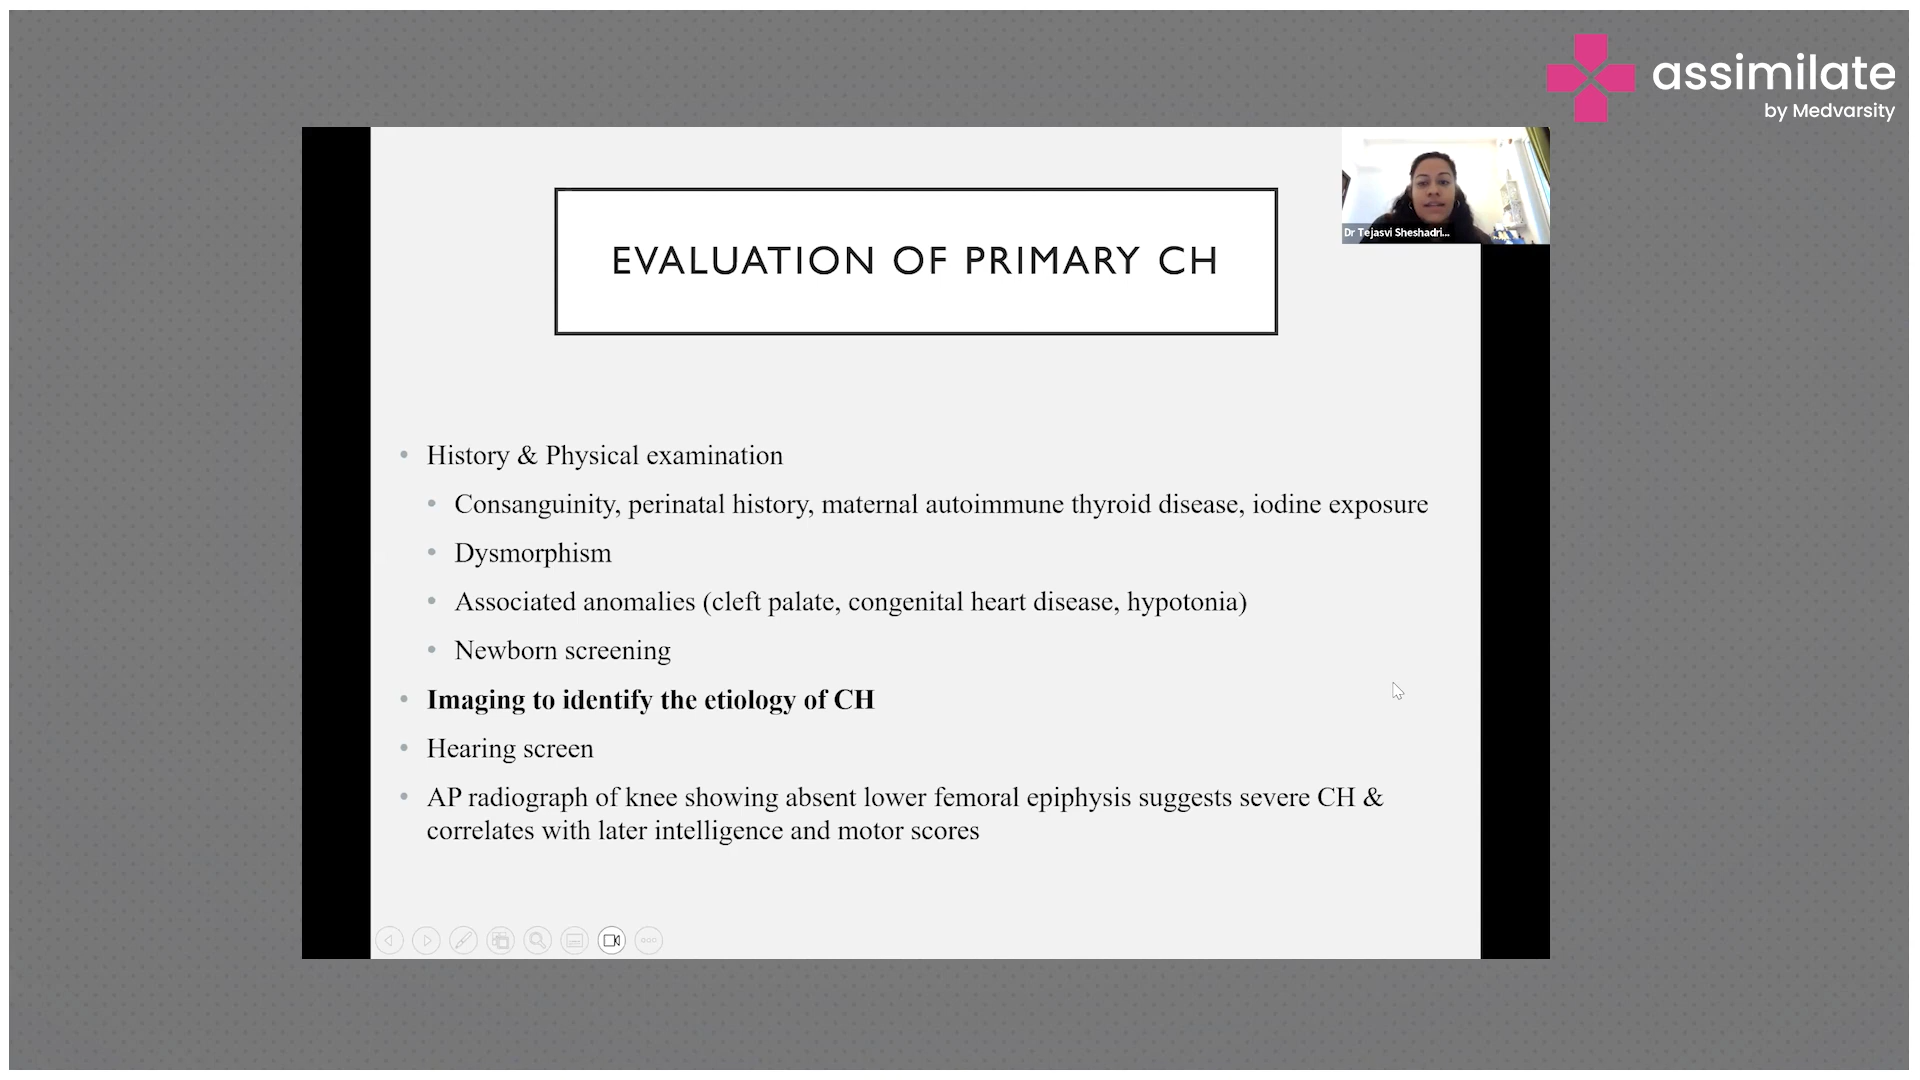 assimilate
by Medvarsity
Dr Tejasvi Sheshadri...
EVALUATION OF PRIMARY CH
• History & Physical examination
• Consanguinity, perinatal history, maternal autoimmune thyroid disease, iodine exposure
• Dysmorphism
• Associated anomalies (cleft palate, congenital heart disease, hypotonia)
• Newborn screening
• Imaging to identify the etiology of CH
• Hearing screen
• AP radiograph of knee showing absent lower femoral epiphysis suggests severe CH &
correlates with later intelligence and motor scores